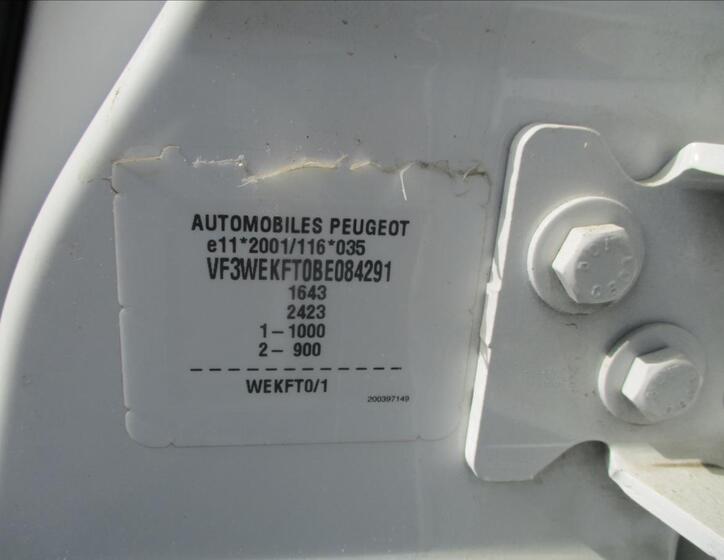 AUTOMOBILES PEUGEOT
e11*2001/116*035
VF3WEKFT0BE084291
1643
2423
1-1000
2- 900
WEKFT0/1
200397149